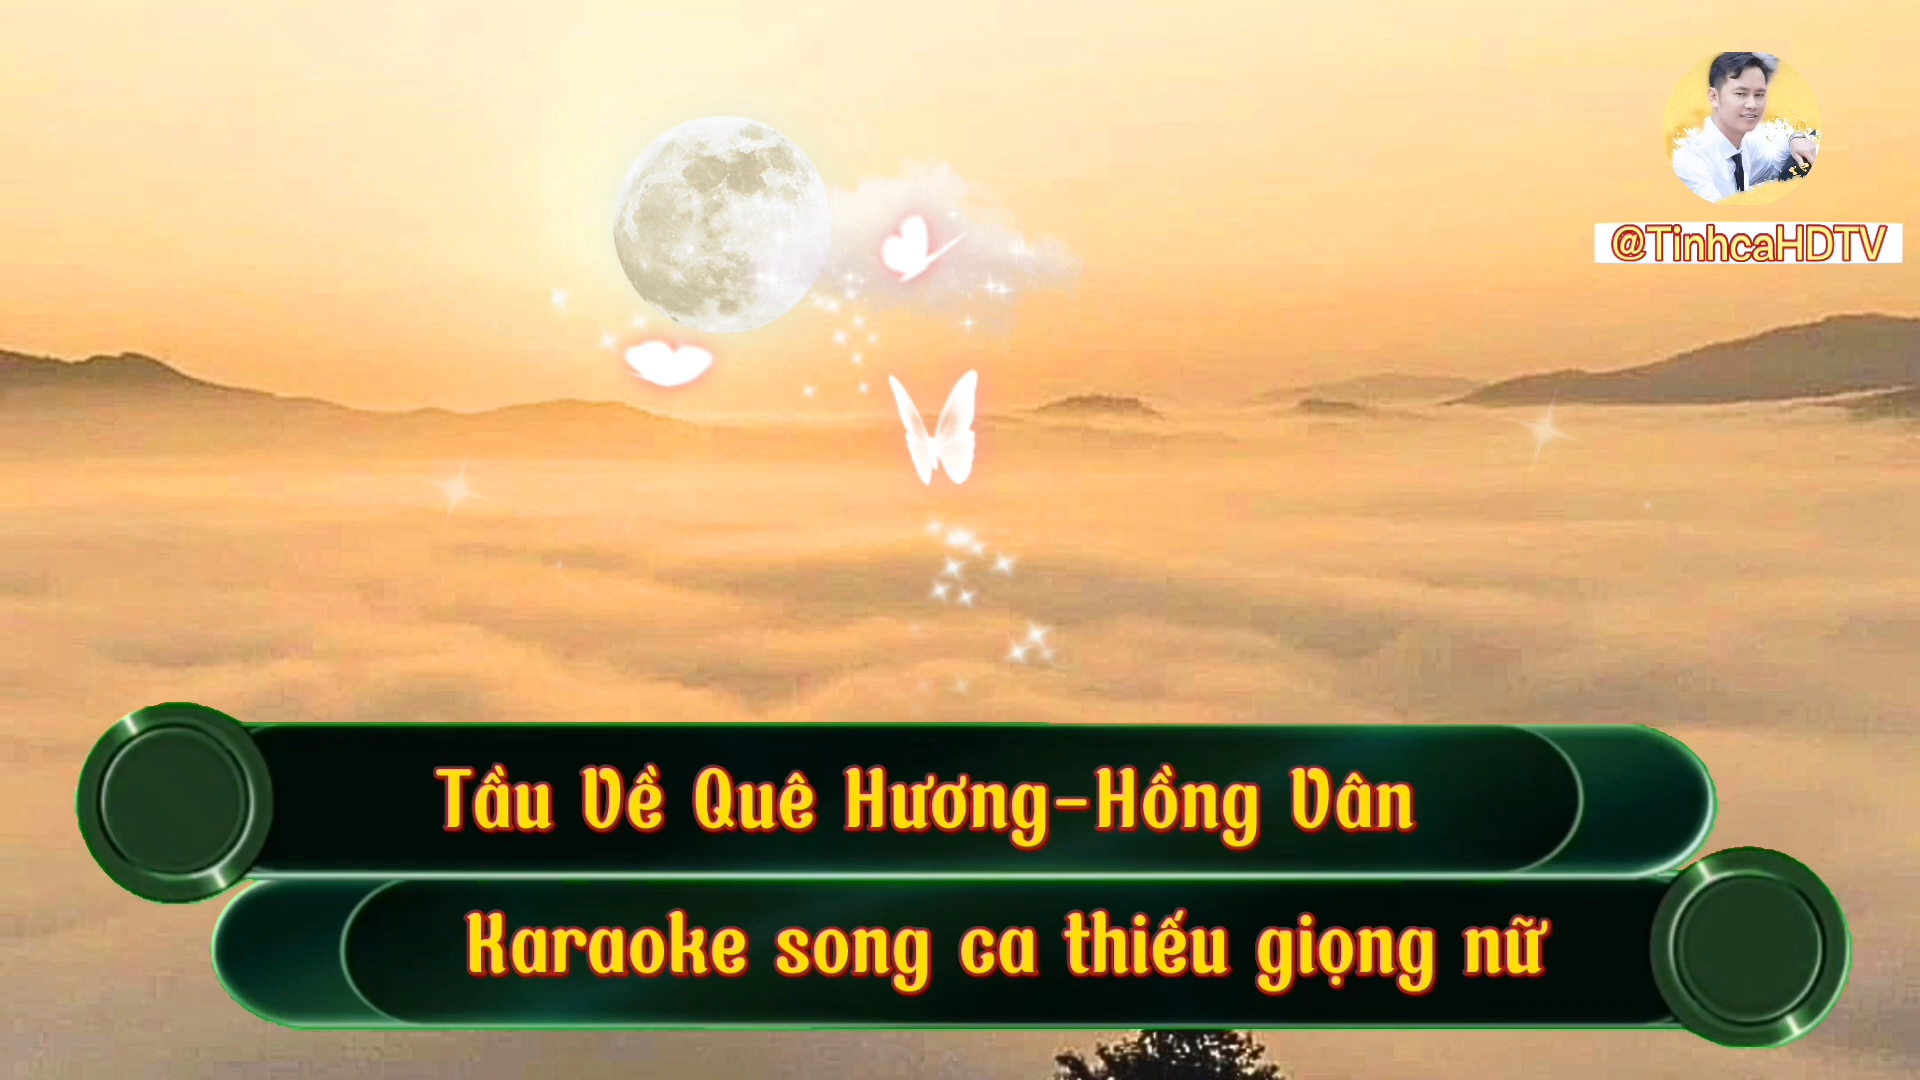 @TinhcaHDTV
Tầu Về Quê Hương-Hồng Vân
Karaoke song ca thiếu giọng nữ